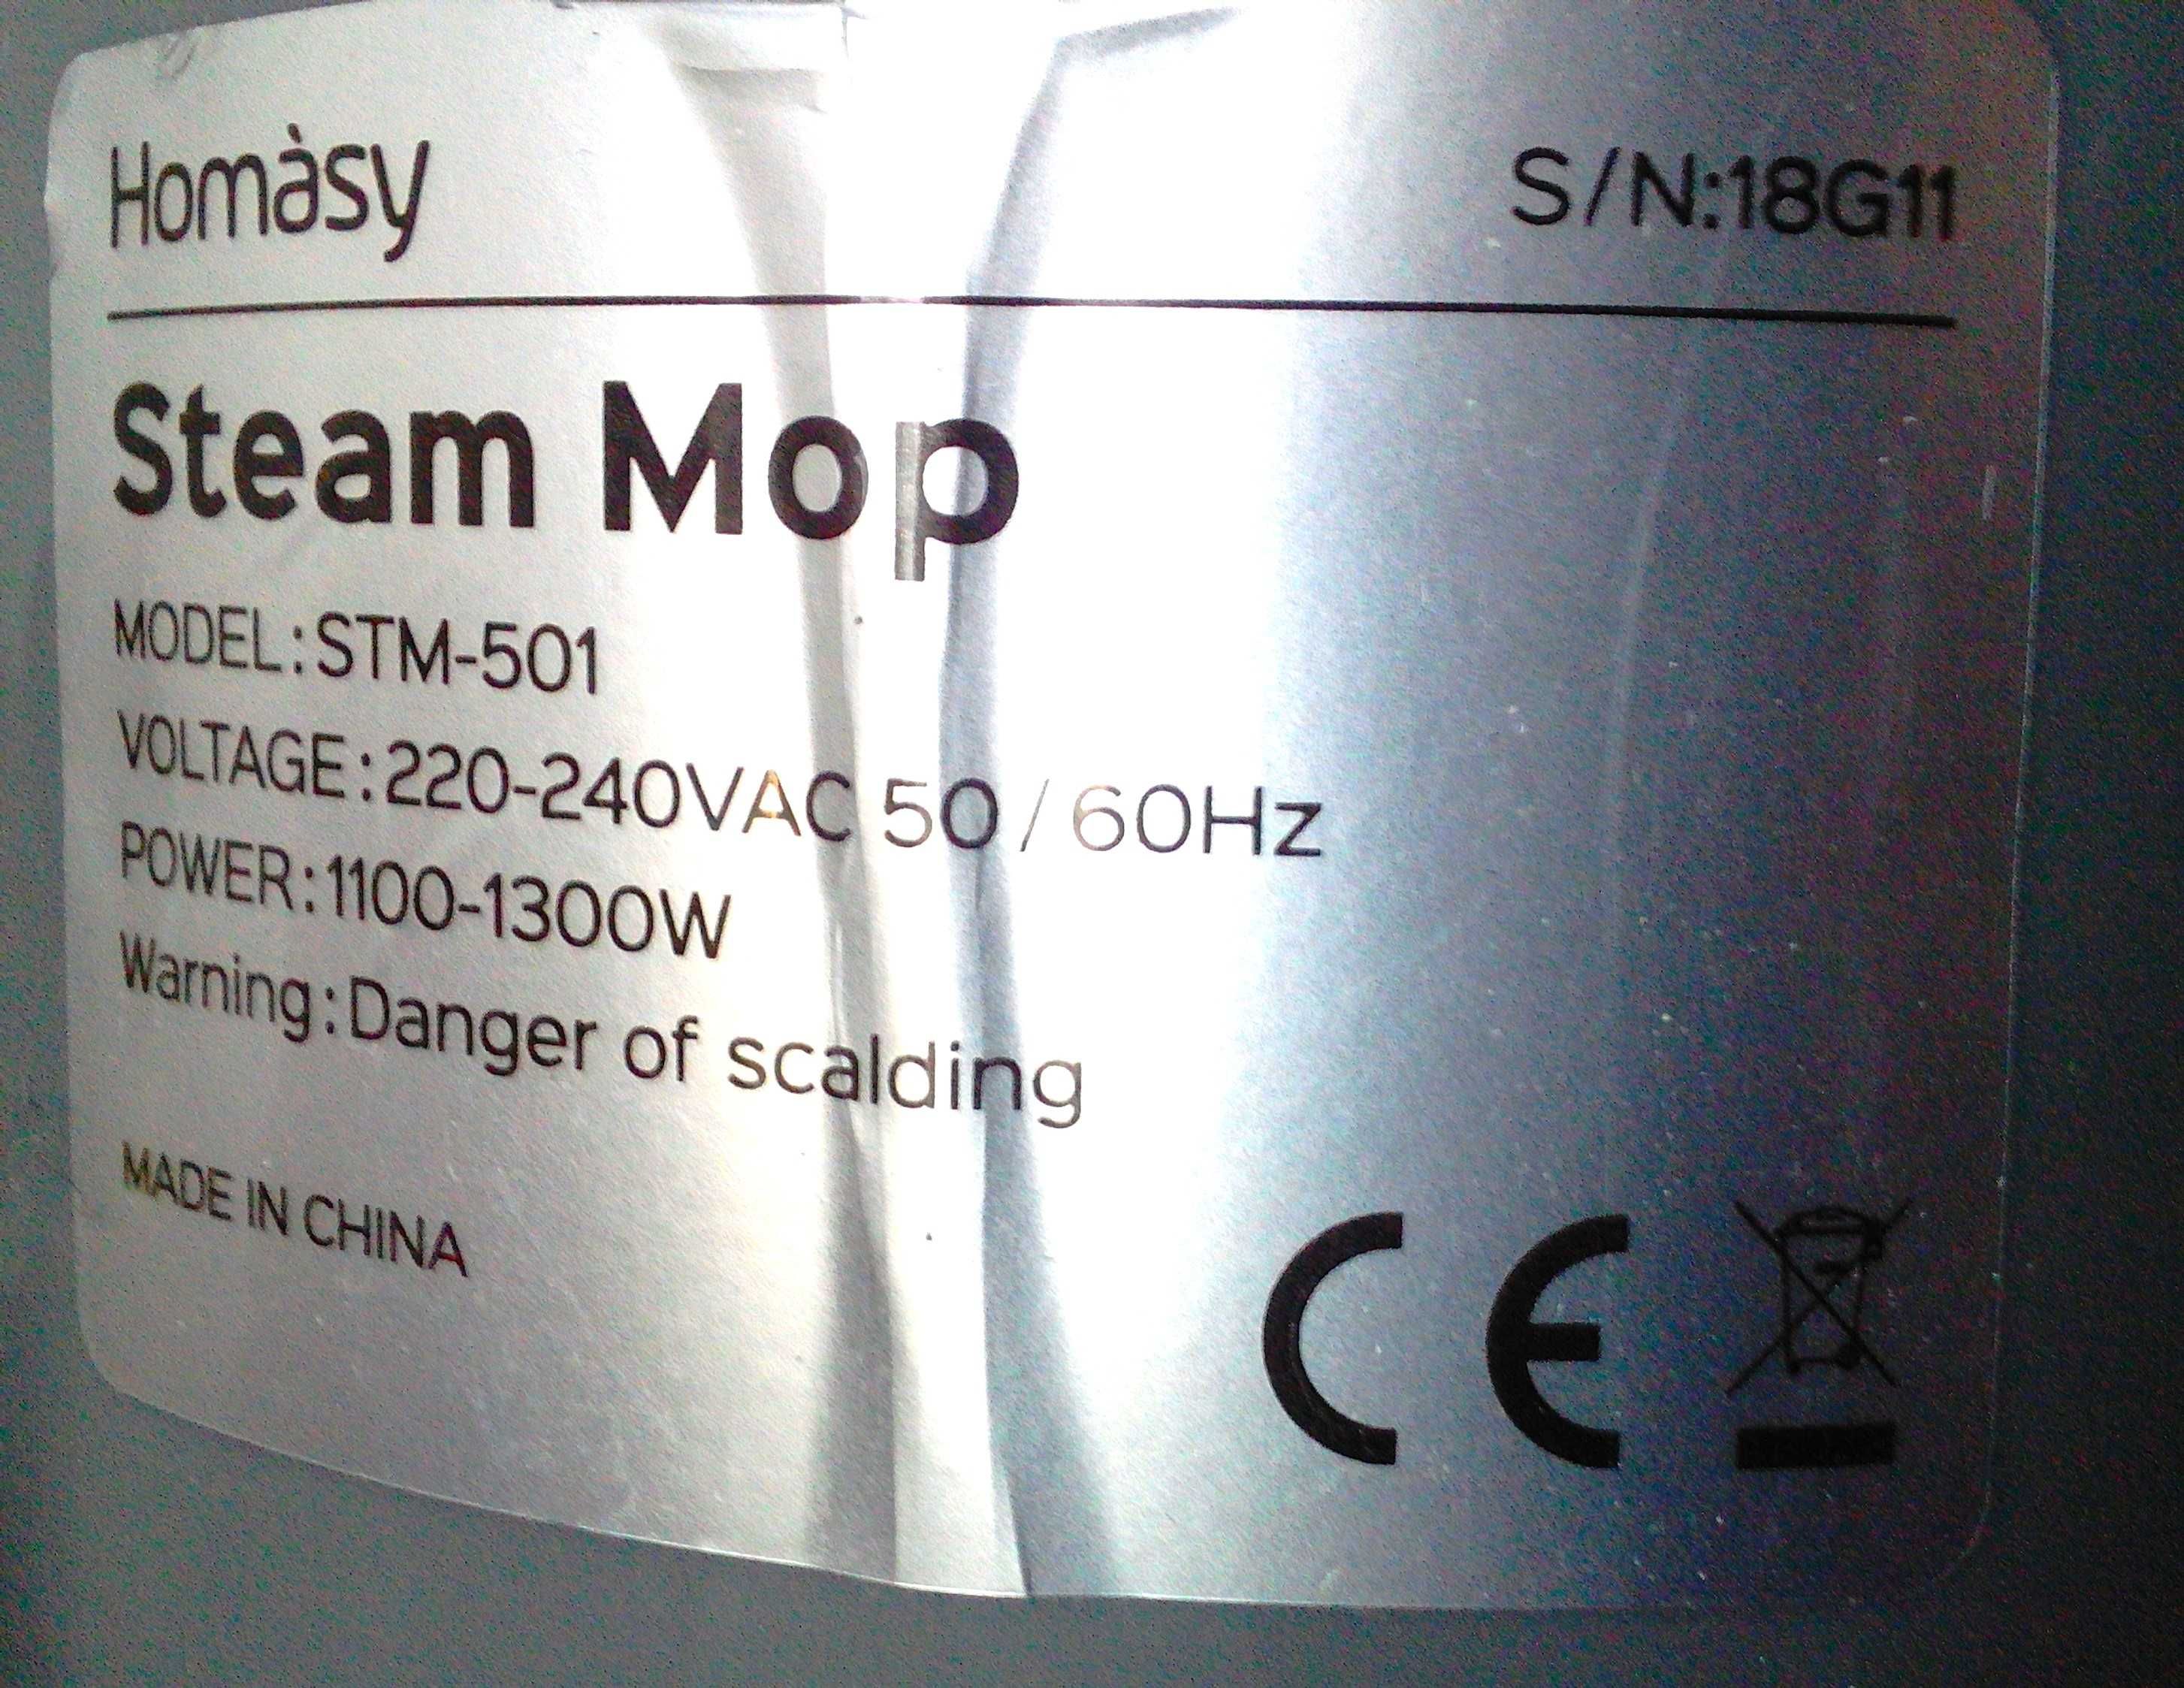 Homàsy
S/N:18G11
Steam Mop
MODEL:STM-501
VOLTAGE:220-240VAC 50/60Hz
POWER:1100-1300W
Warning:Danger of scalding
MADE IN CHINA
CE